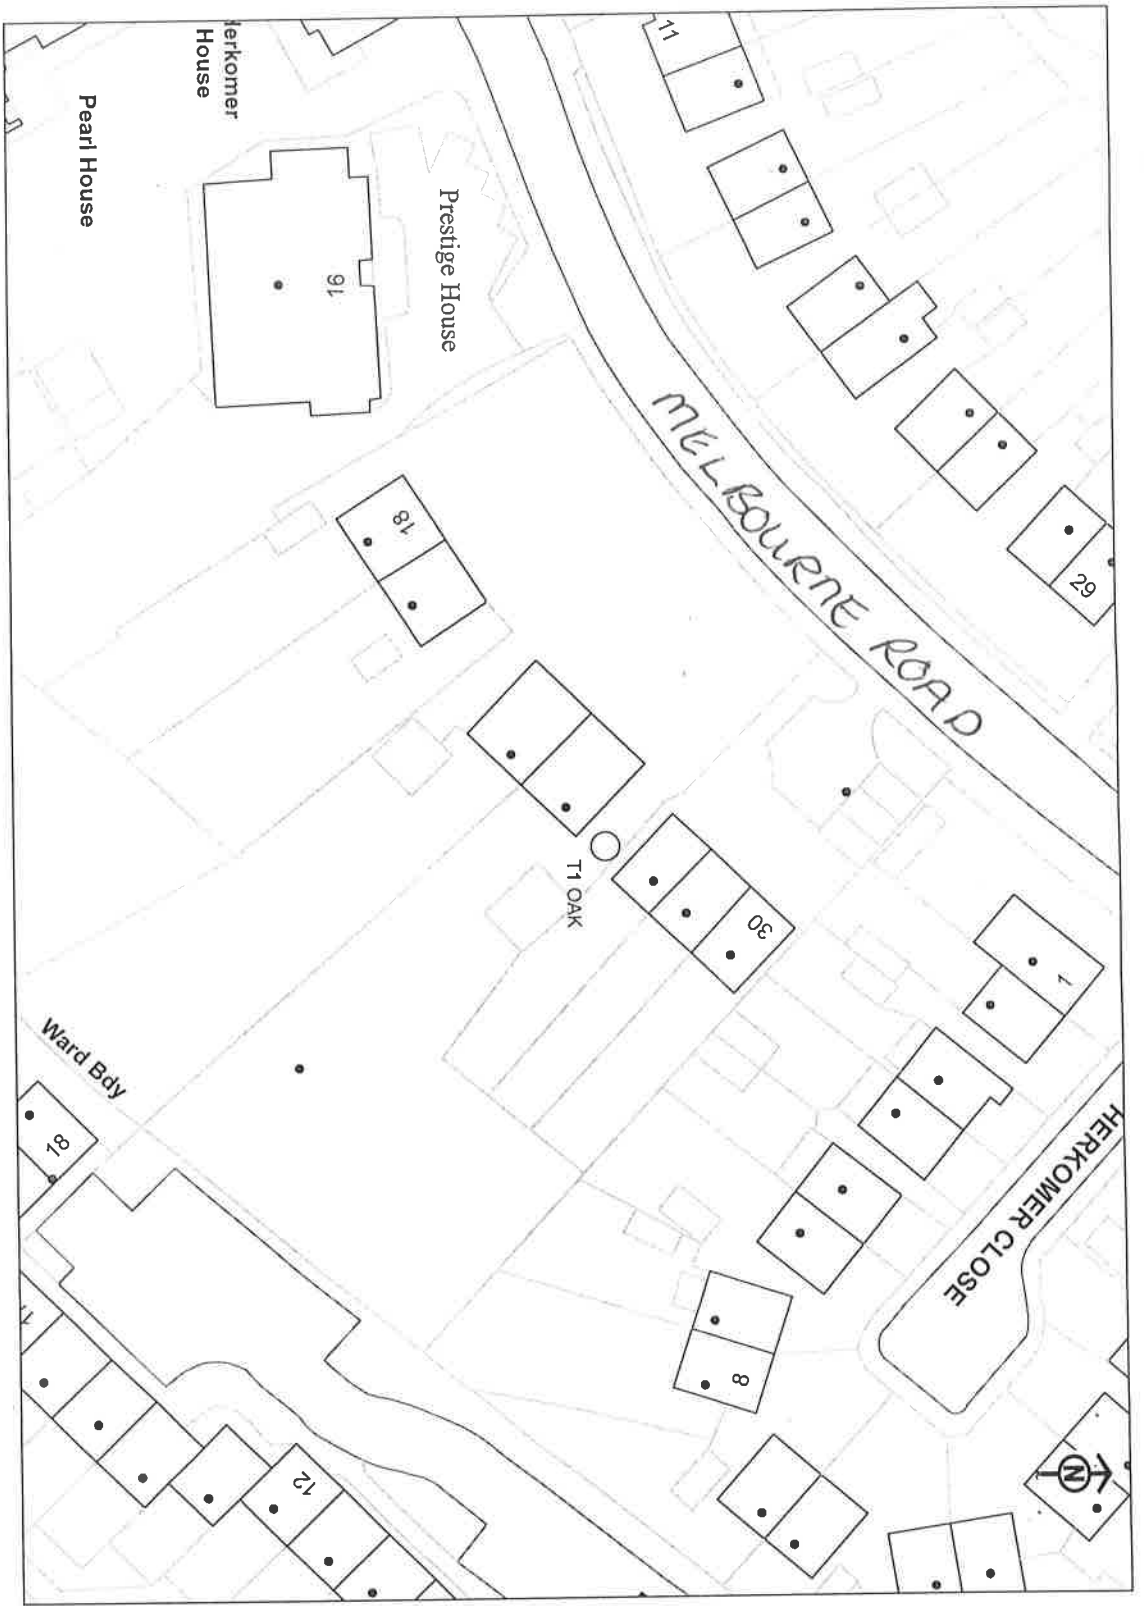 Herkomer
House
Pearl House
Prestige House
16
11
29
MELBOURNE ROAD
18
T1 OAK
30
1
HERKOMER CLOSE
8
Ward Bdy
18
12
N